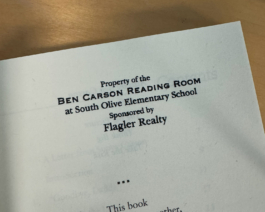 Property of the
BEN CARSON READING ROOM
at South Olive Elementary School
Sponsored by
Flagler Realty
***
This book